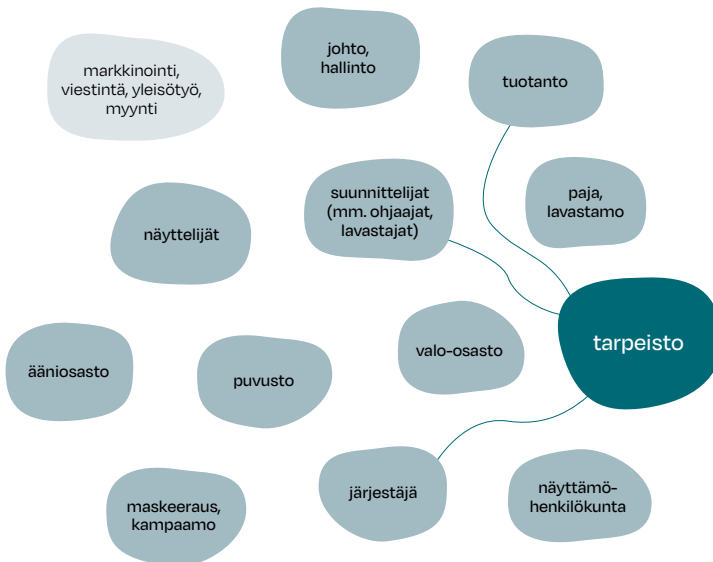 johto,
hallinto
markkinointi,
viestintä, yleisötyö,
myynti
tuotanto
suunnittelijat
(mm. ohjaajat,
lavastajat)
paja,
lavastamo
näyttelijät
tarpeisto
valo-osasto
ääniosasto
puvusto
järjestäjä
näyttämö-
henkilökunta
maskeeraus,
kampaamo